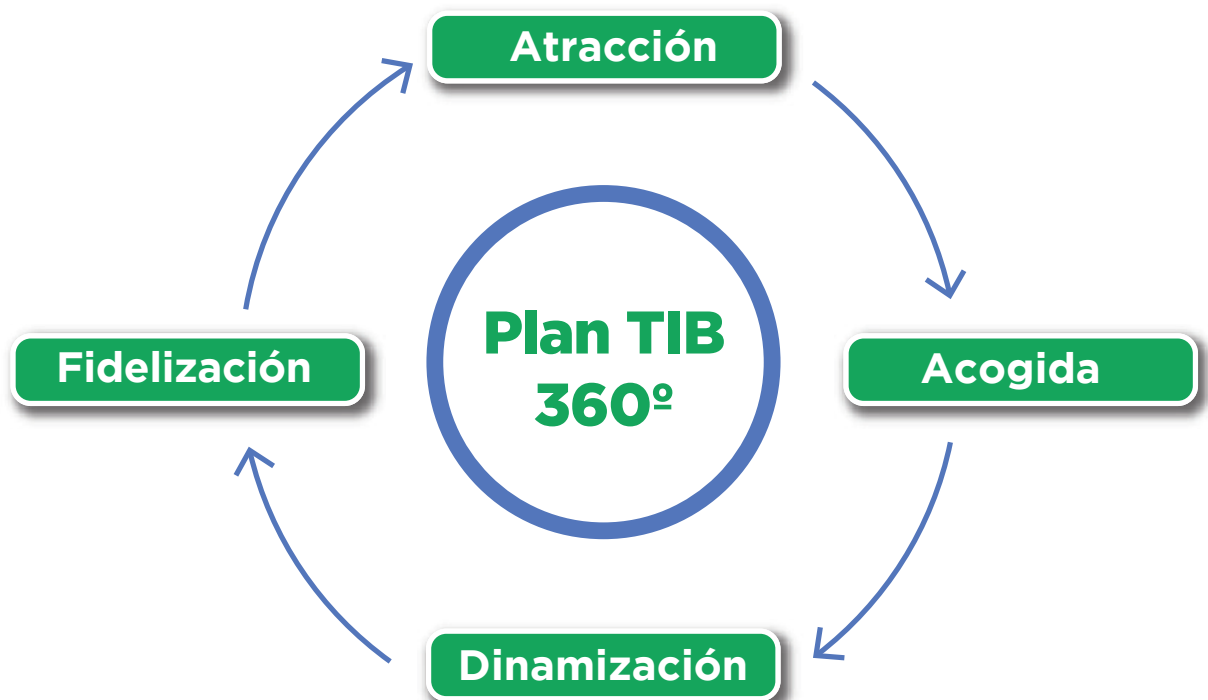 Atracción
Fidelización
Plan TIB
360º
Acogida
Dinamización